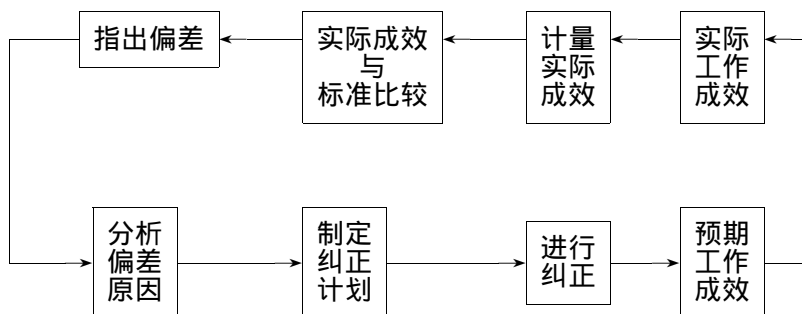 指出偏差
实际成效
与
标准比较
计量
实际
成效
实际
工作
成效
分析
偏差
原因
制定
纠正
计划
进行
纠正
预期
工作
成效